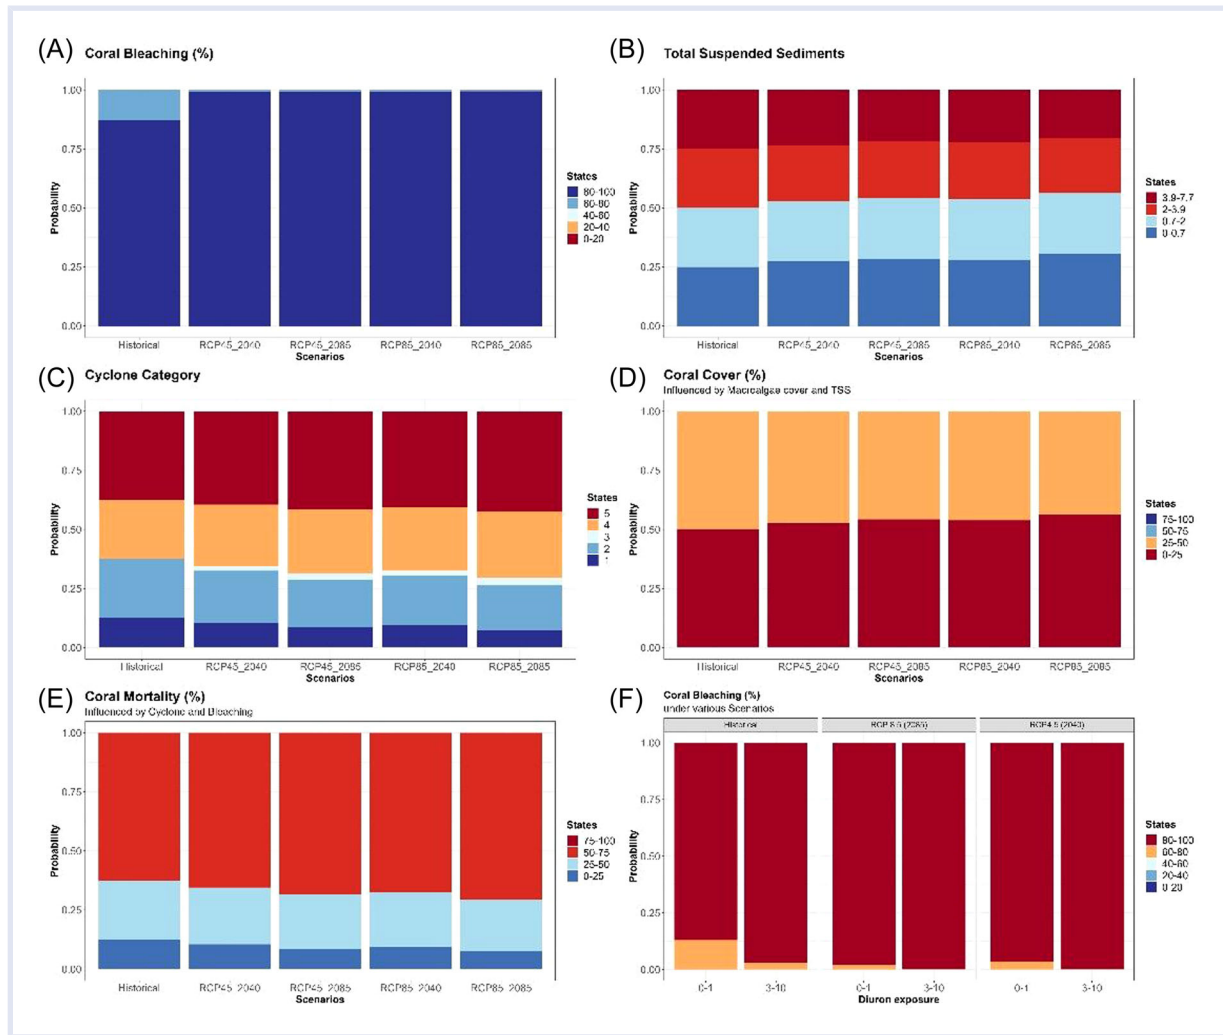 (A) Coral Bleaching (%)
1.00
0.75
0.50
0.25
0.00
Probability
Historical RCP45_2040 RCP45_2085 RCP85_2040 RCP85_2085
Scenarios
States
80-100
60-80
40-60
20-40
0-20
(B) Total Suspended Sediments
1.00
0.75
0.50
0.25
0.00
Probability
Historical RCP45_2040 RCP45_2085 RCP85_2040 RCP85_2085
Scenarios
States
3.9-7.7
2-3.9
0.7-2
0-0.7
(C) Cyclone Category
1.00
0.75
0.50
0.25
0.00
Probability
Historical RCP45_2040 RCP45_2085 RCP85_2040 RCP85_2085
Scenarios
States
5
4
3
2
1
(D) Coral Cover (%)
Influenced by Macroalgae cover and TSS
1.00
0.75
0.50
0.25
0.00
Probability
Historical RCP45_2040 RCP45_2085 RCP85_2040 RCP85_2085
Scenarios
States
75-100
50-75
25-50
0-25
(E) Coral Mortality (%)
Influenced by Cyclone and Bleaching
1.00
0.75
0.50
0.25
0.00
Probability
Historical RCP45_2040 RCP45_2085 RCP85_2040 RCP85_2085
Scenarios
States
75-100
50-75
25-50
0-25
(F) Coral Bleaching (%)
under various Scenarios
Historical RCP 8.5 (2085) RCP4.5 (2040)
1.00
0.75
0.50
0.25
0.00
Probability
0-1 3-10 0-1 3-10 0-1 3-10
Diuron exposure
States
80-100
60-80
40-60
20-40
0-20